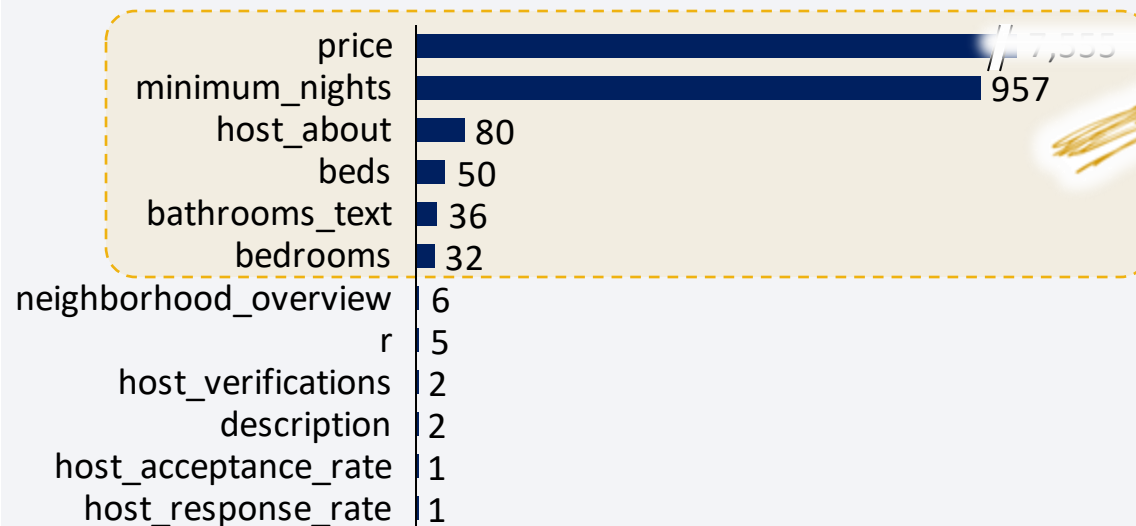 price
minimum_nights 957
host_about 80
beds 50
bathrooms_text 36
bedrooms 32
neighborhood_overview 6
r 5
host_verifications 2
description 2
host_acceptance_rate 1
host_response_rate 1